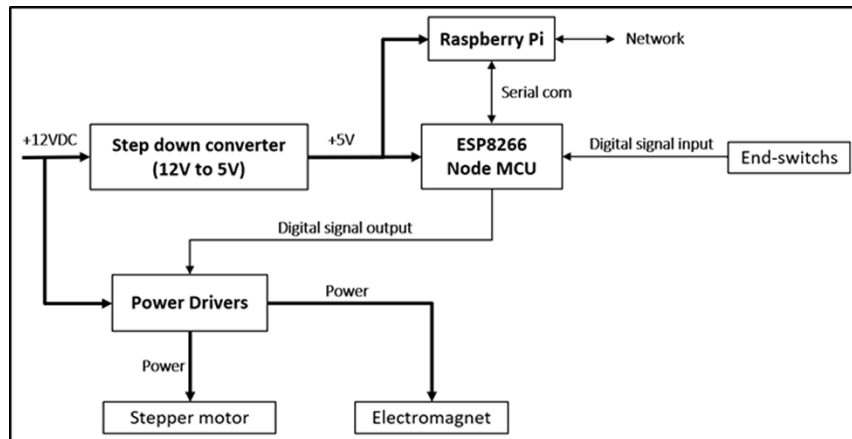 Raspberry Pi
Network
Serial com
+12VDC
Step down converter
(12V to 5V)
+5V
ESP8266
Node MCU
Digital signal input
End-switchs
Digital signal output
Power Drivers
Power
Power
Stepper motor
Electromagnet